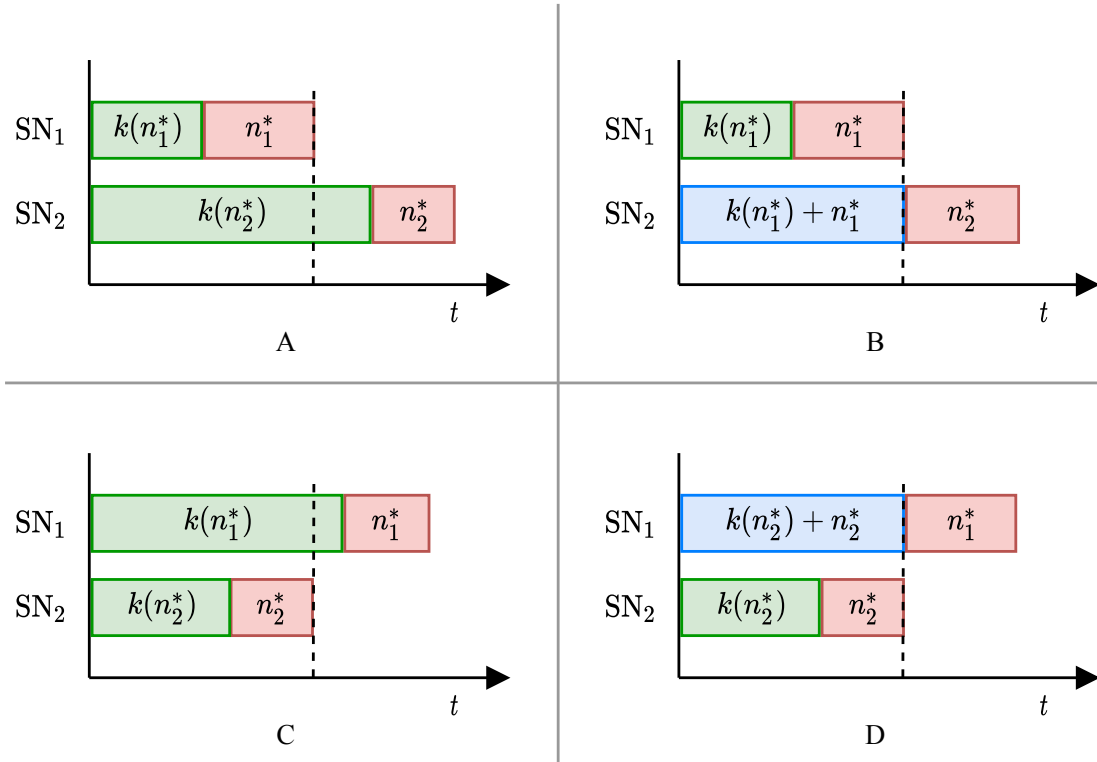 SN₁ k(n₁*) n₁*
SN₂ k(n₂*) n₂*
t
A
SN₁ k(n₁*) n₁*
SN₂ k(n₁*) + n₁* n₂*
t
B
SN₁ k(n₁*) n₁*
SN₂ k(n₂*) n₂*
t
C
SN₁ k(n₂*) + n₂* n₁*
SN₂ k(n₂*) n₂*
t
D